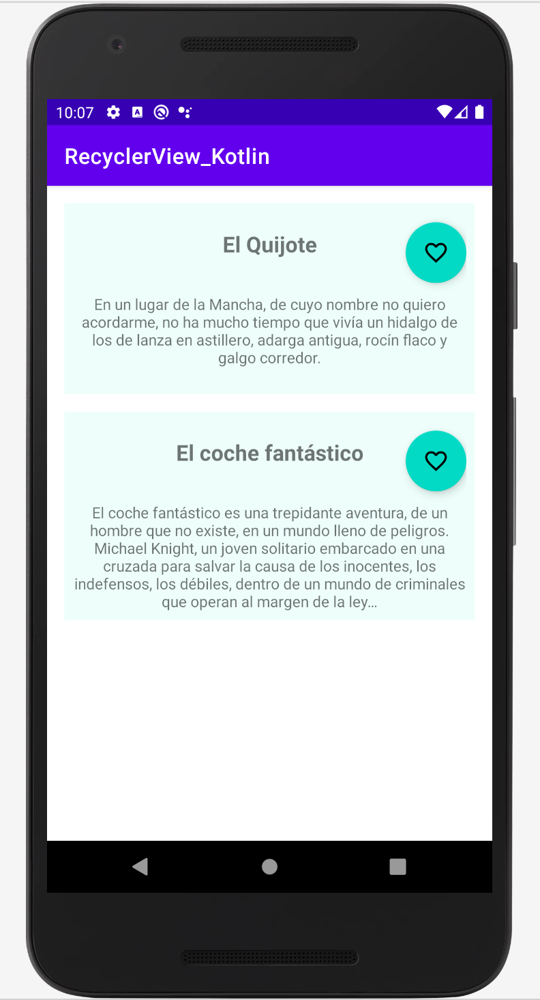 10:07
RecyclerView_Kotlin
El Quijote
En un lugar de la Mancha, de cuyo nombre no quiero
acordarme, no ha mucho tiempo que vivía un hidalgo de
los de lanza en astillero, adarga antigua, rocín flaco y
galgo corredor.
El coche fantástico
El coche fantástico es una trepidante aventura, de un
hombre que no existe, en un mundo lleno de peligros.
Michael Knight, un joven solitario embarcado en una
cruzada para salvar la causa de los inocentes, los
indefensos, los débiles, dentro de un mundo de criminales
que operan al margen de la ley…